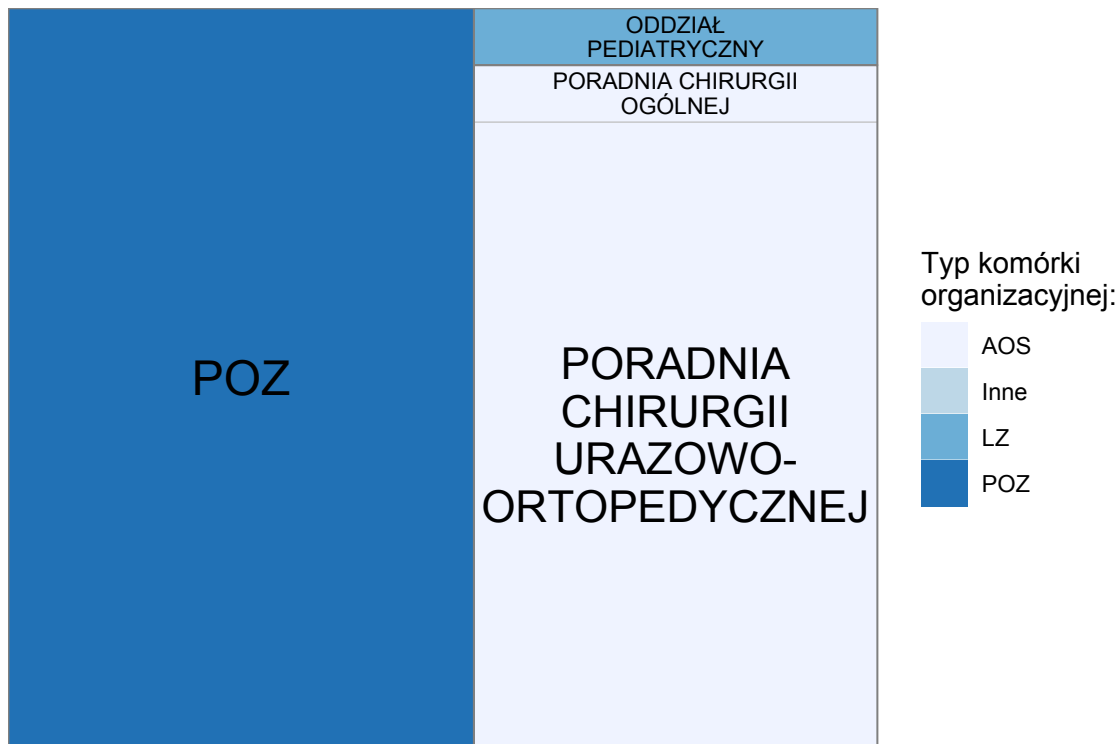 POZ
ODDZIAŁ
PEDIATRYCZNY
PORADNIA CHIRURGII
OGÓLNEJ
PORADNIA
CHIRURGII
URAZOWO-
ORTOPEDYCZNEJ
Typ komórki
organizacyjnej:
AOS
Inne
LZ
POZ